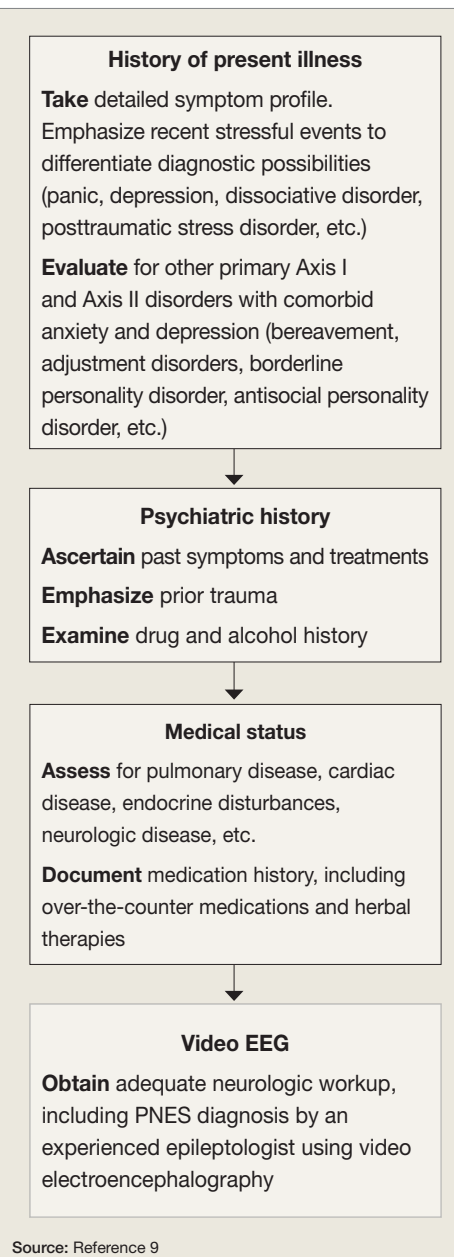 History of present illness
Take detailed symptom profile.
Emphasize recent stressful events to
differentiate diagnostic possibilities
(panic, depression, dissociative disorder,
posttraumatic stress disorder, etc.)
Evaluate for other primary Axis I
and Axis II disorders with comorbid
anxiety and depression (bereavement,
adjustment disorders, borderline
personality disorder, antisocial personality
disorder, etc.)
Psychiatric history
Ascertain past symptoms and treatments
Emphasize prior trauma
Examine drug and alcohol history
Medical status
Assess for pulmonary disease, cardiac
disease, endocrine disturbances,
neurologic disease, etc.
Document medication history, including
over-the-counter medications and herbal
therapies
Video EEG
Obtain adequate neurologic workup,
including PNES diagnosis by an
experienced epileptologist using video
electroencephalography
Source: Reference 9